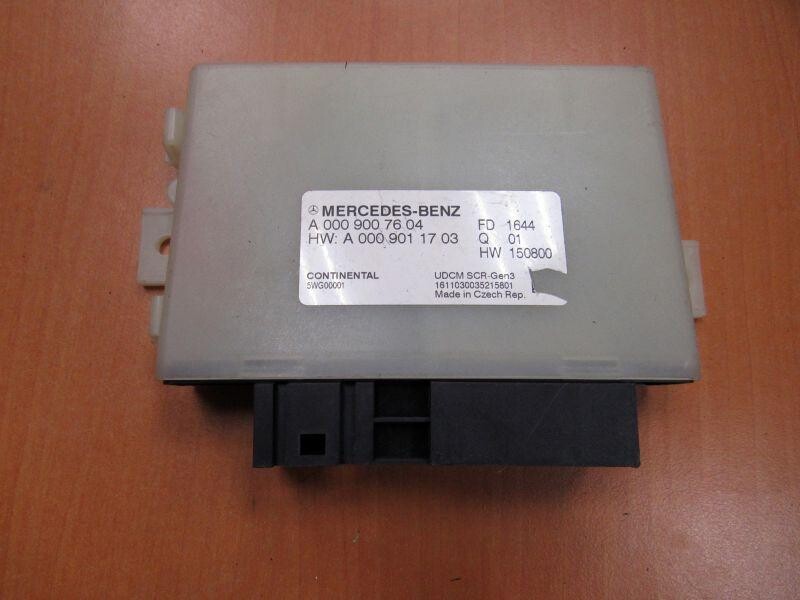 MERCEDES-BENZ
A 000 900 76 04 FD 1644
HW: A 000 901 17 03 Q 01
HW 150800
CONTINENTAL UDCM SCR-Gen3
5WG00001 1611030035215801
Made in Czech Rep.